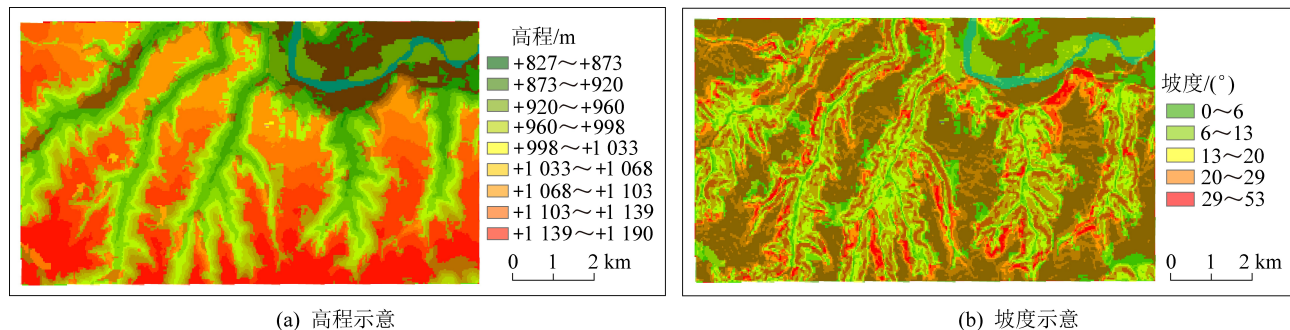 高程/m
+827～+873
+873～+920
+920～+960
+960～+998
+998～+1 033
+1 033～+1 068
+1 068～+1 103
+1 103～+1 139
+1 139～+1 190
0 1 2 km
(a) 高程示意
坡度/(°)
0～6
6～13
13～20
20～29
29～53
0 1 2 km
(b) 坡度示意